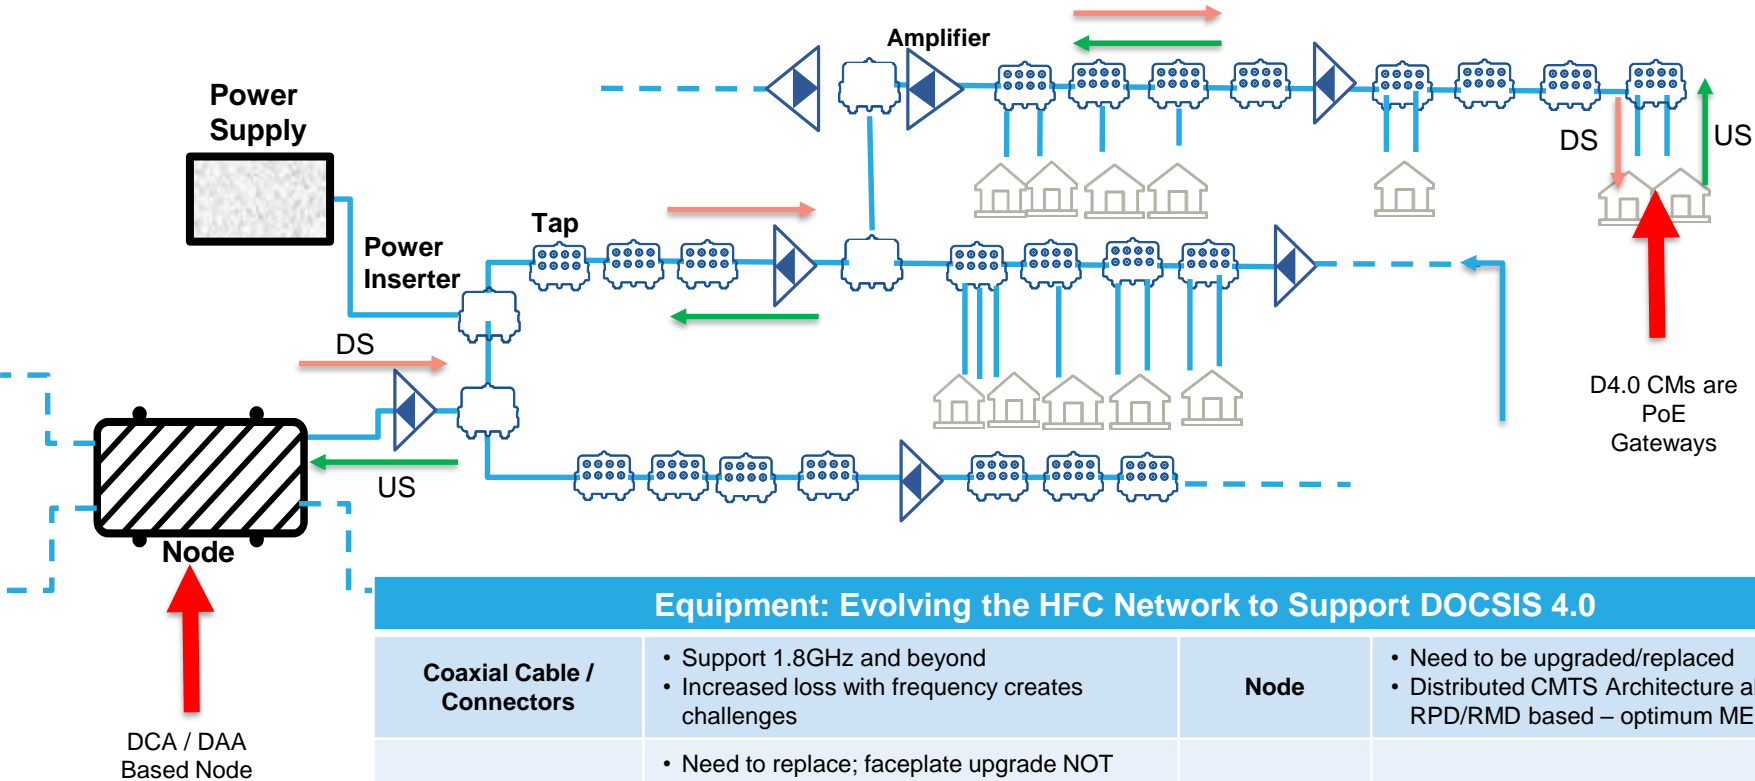 Amplifier
Power
Supply
DS
US
Tap
Power
Inserter
DS
D4.0 CMs are
PoE
Gateways
US
Node
DCA / DAA
Based Node
Equipment: Evolving the HFC Network to Support DOCSIS 4.0
Coaxial Cable /
Connectors
• Support 1.8GHz and beyond
• Increased loss with frequency creates
challenges
Node
• Need to be upgraded/replaced
• Distributed CMTS Architecture
RPD/RMD based – optimum
• Need to replace; faceplate upgrade NOT